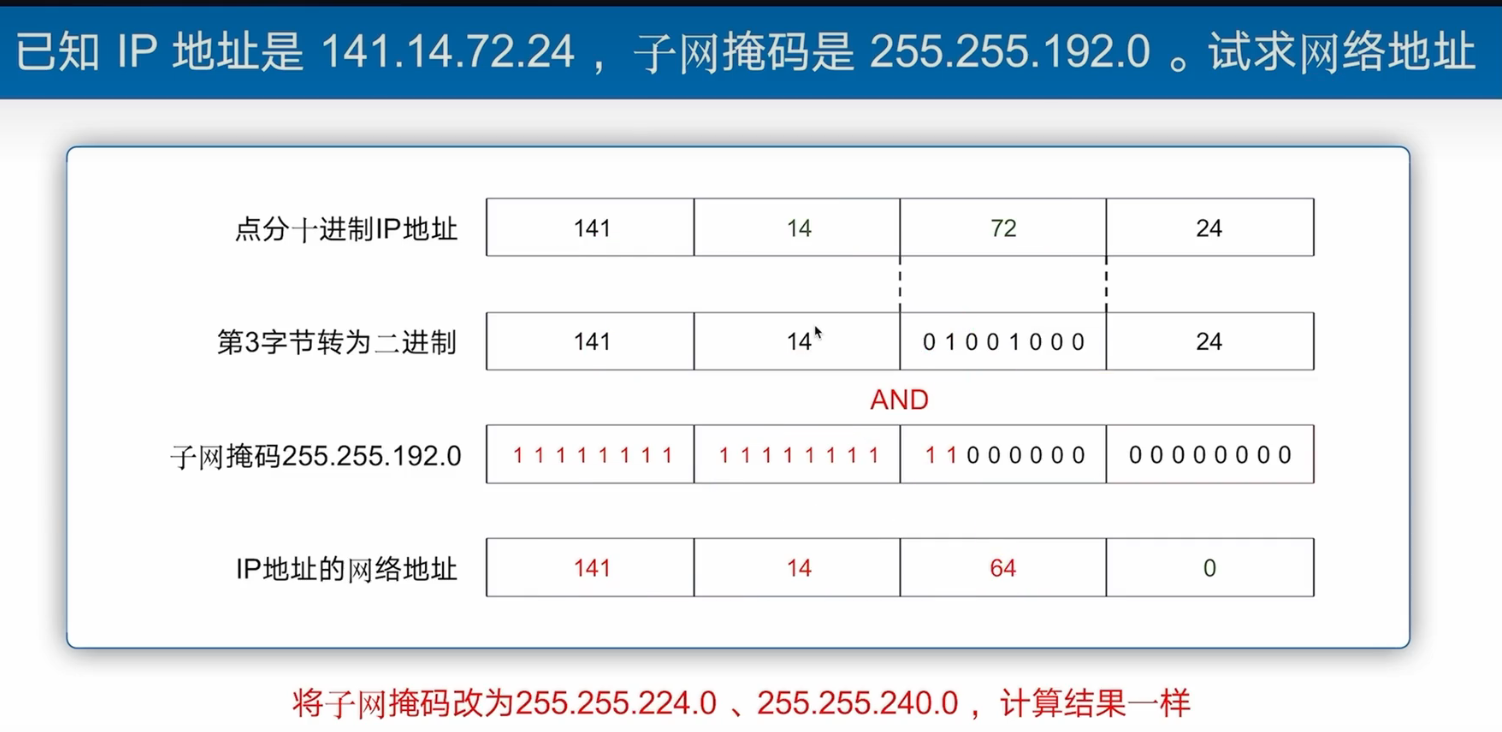 已知 IP 地址是 141.14.72.24 ，子网掩码是 255.255.192.0 。试求网络地址
点分十进制IP地址 141 14 72 24
第3字节转为二进制 141 14 0 1 0 0 1 0 0 0 24
AND
子网掩码255.255.192.0 1 1 1 1 1 1 1 1 1 1 1 1 1 1 1 1 1 1 0 0 0 0 0 0 0 0 0 0 0 0 0 0
IP地址的网络地址 141 14 64 0
将子网掩码改为255.255.224.0 、255.255.240.0 ，计算结果一样